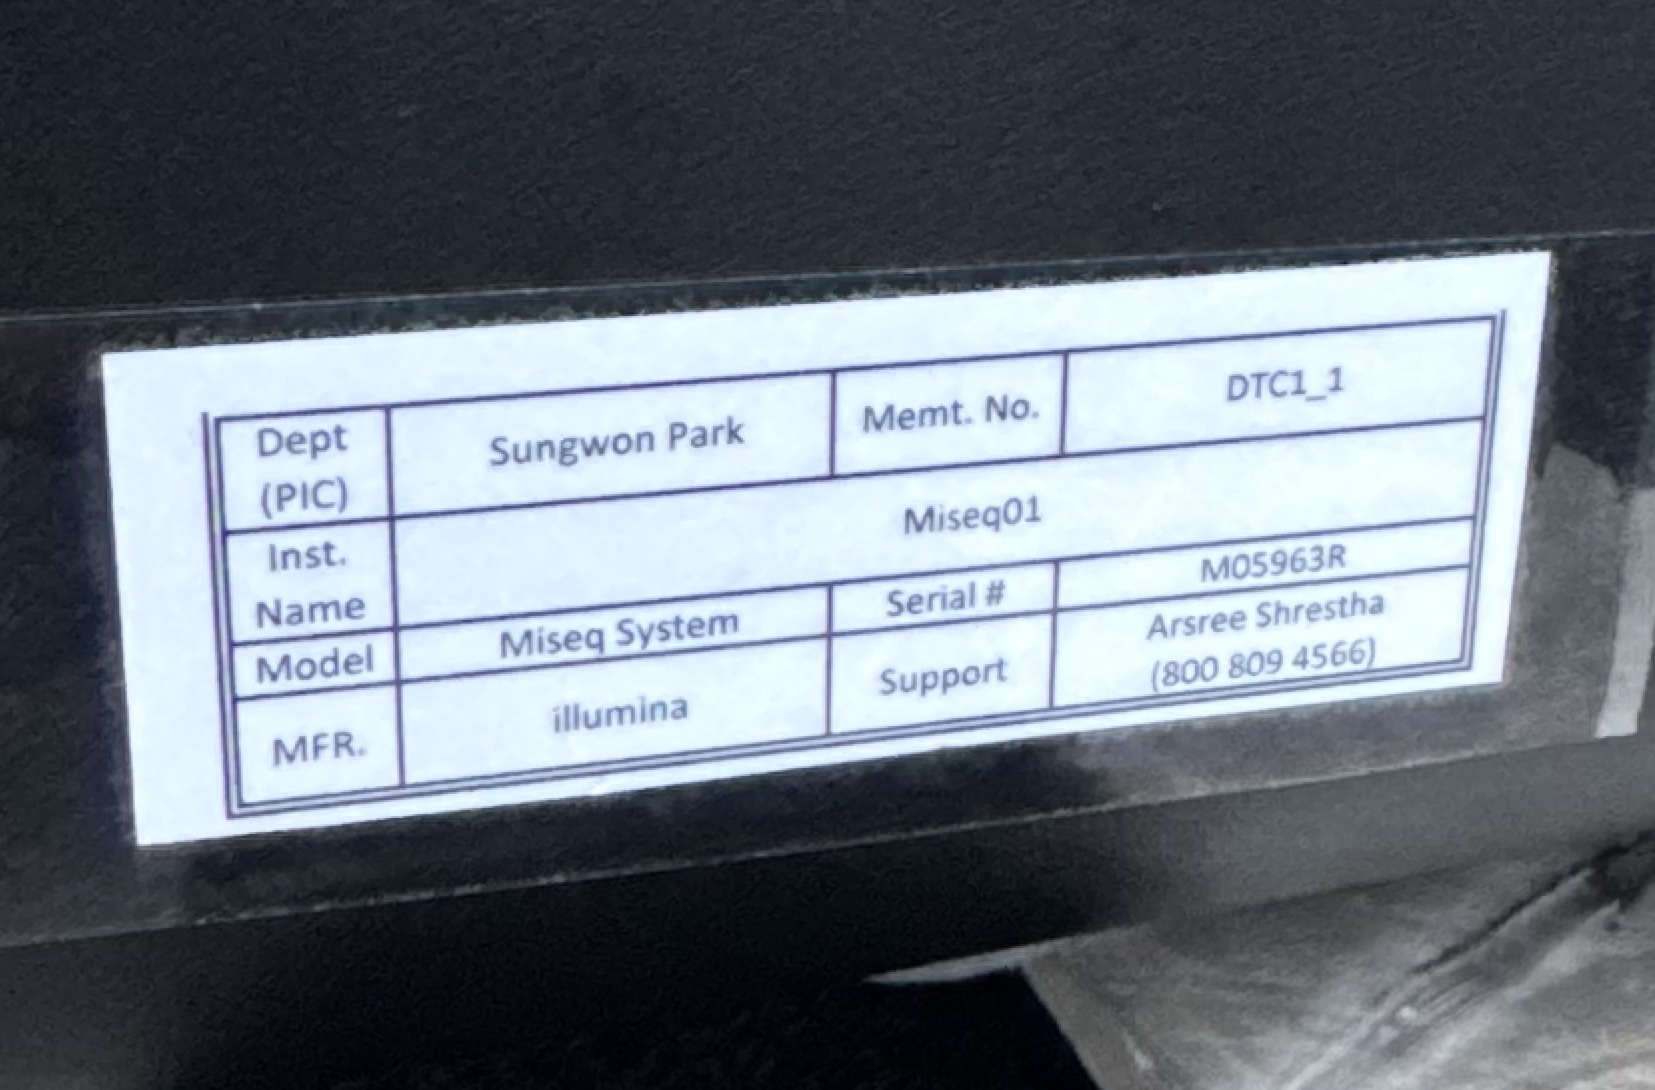 Dept (PIC) Sungwon Park Memt. No. DTC1_1
Inst. Name Miseq01
Model Miseq System Serial # M05963R
MFR. illumina Support Arsree Shrestha
(800 809 4566)